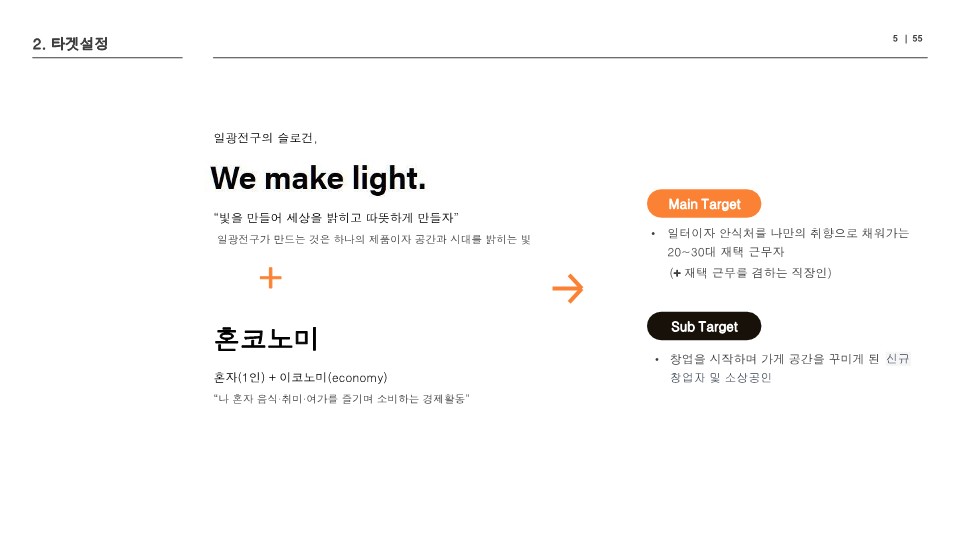 2. 타겟설정
5 | 55
일광전구의 슬로건,
We make light.
“빛을 만들어 세상을 밝히고 따뜻하게 만들자”
일광전구가 만드는 것은 하나의 제품이자 공간과 시대를 밝히는 빛
+
혼코노미
혼자(1인) + 이코노미(economy)
“나 혼자 음식·취미·여가를 즐기며 소비하는 경제활동”
→
Main Target
• 일터이자 안식처를 나만의 취향으로 채워가는
20~30대 재택 근무자
(+ 재택 근무를 겸하는 직장인)
Sub Target
• 창업을 시작하며 가게 공간을 꾸미게 된 신규
창업자 및 소상공인